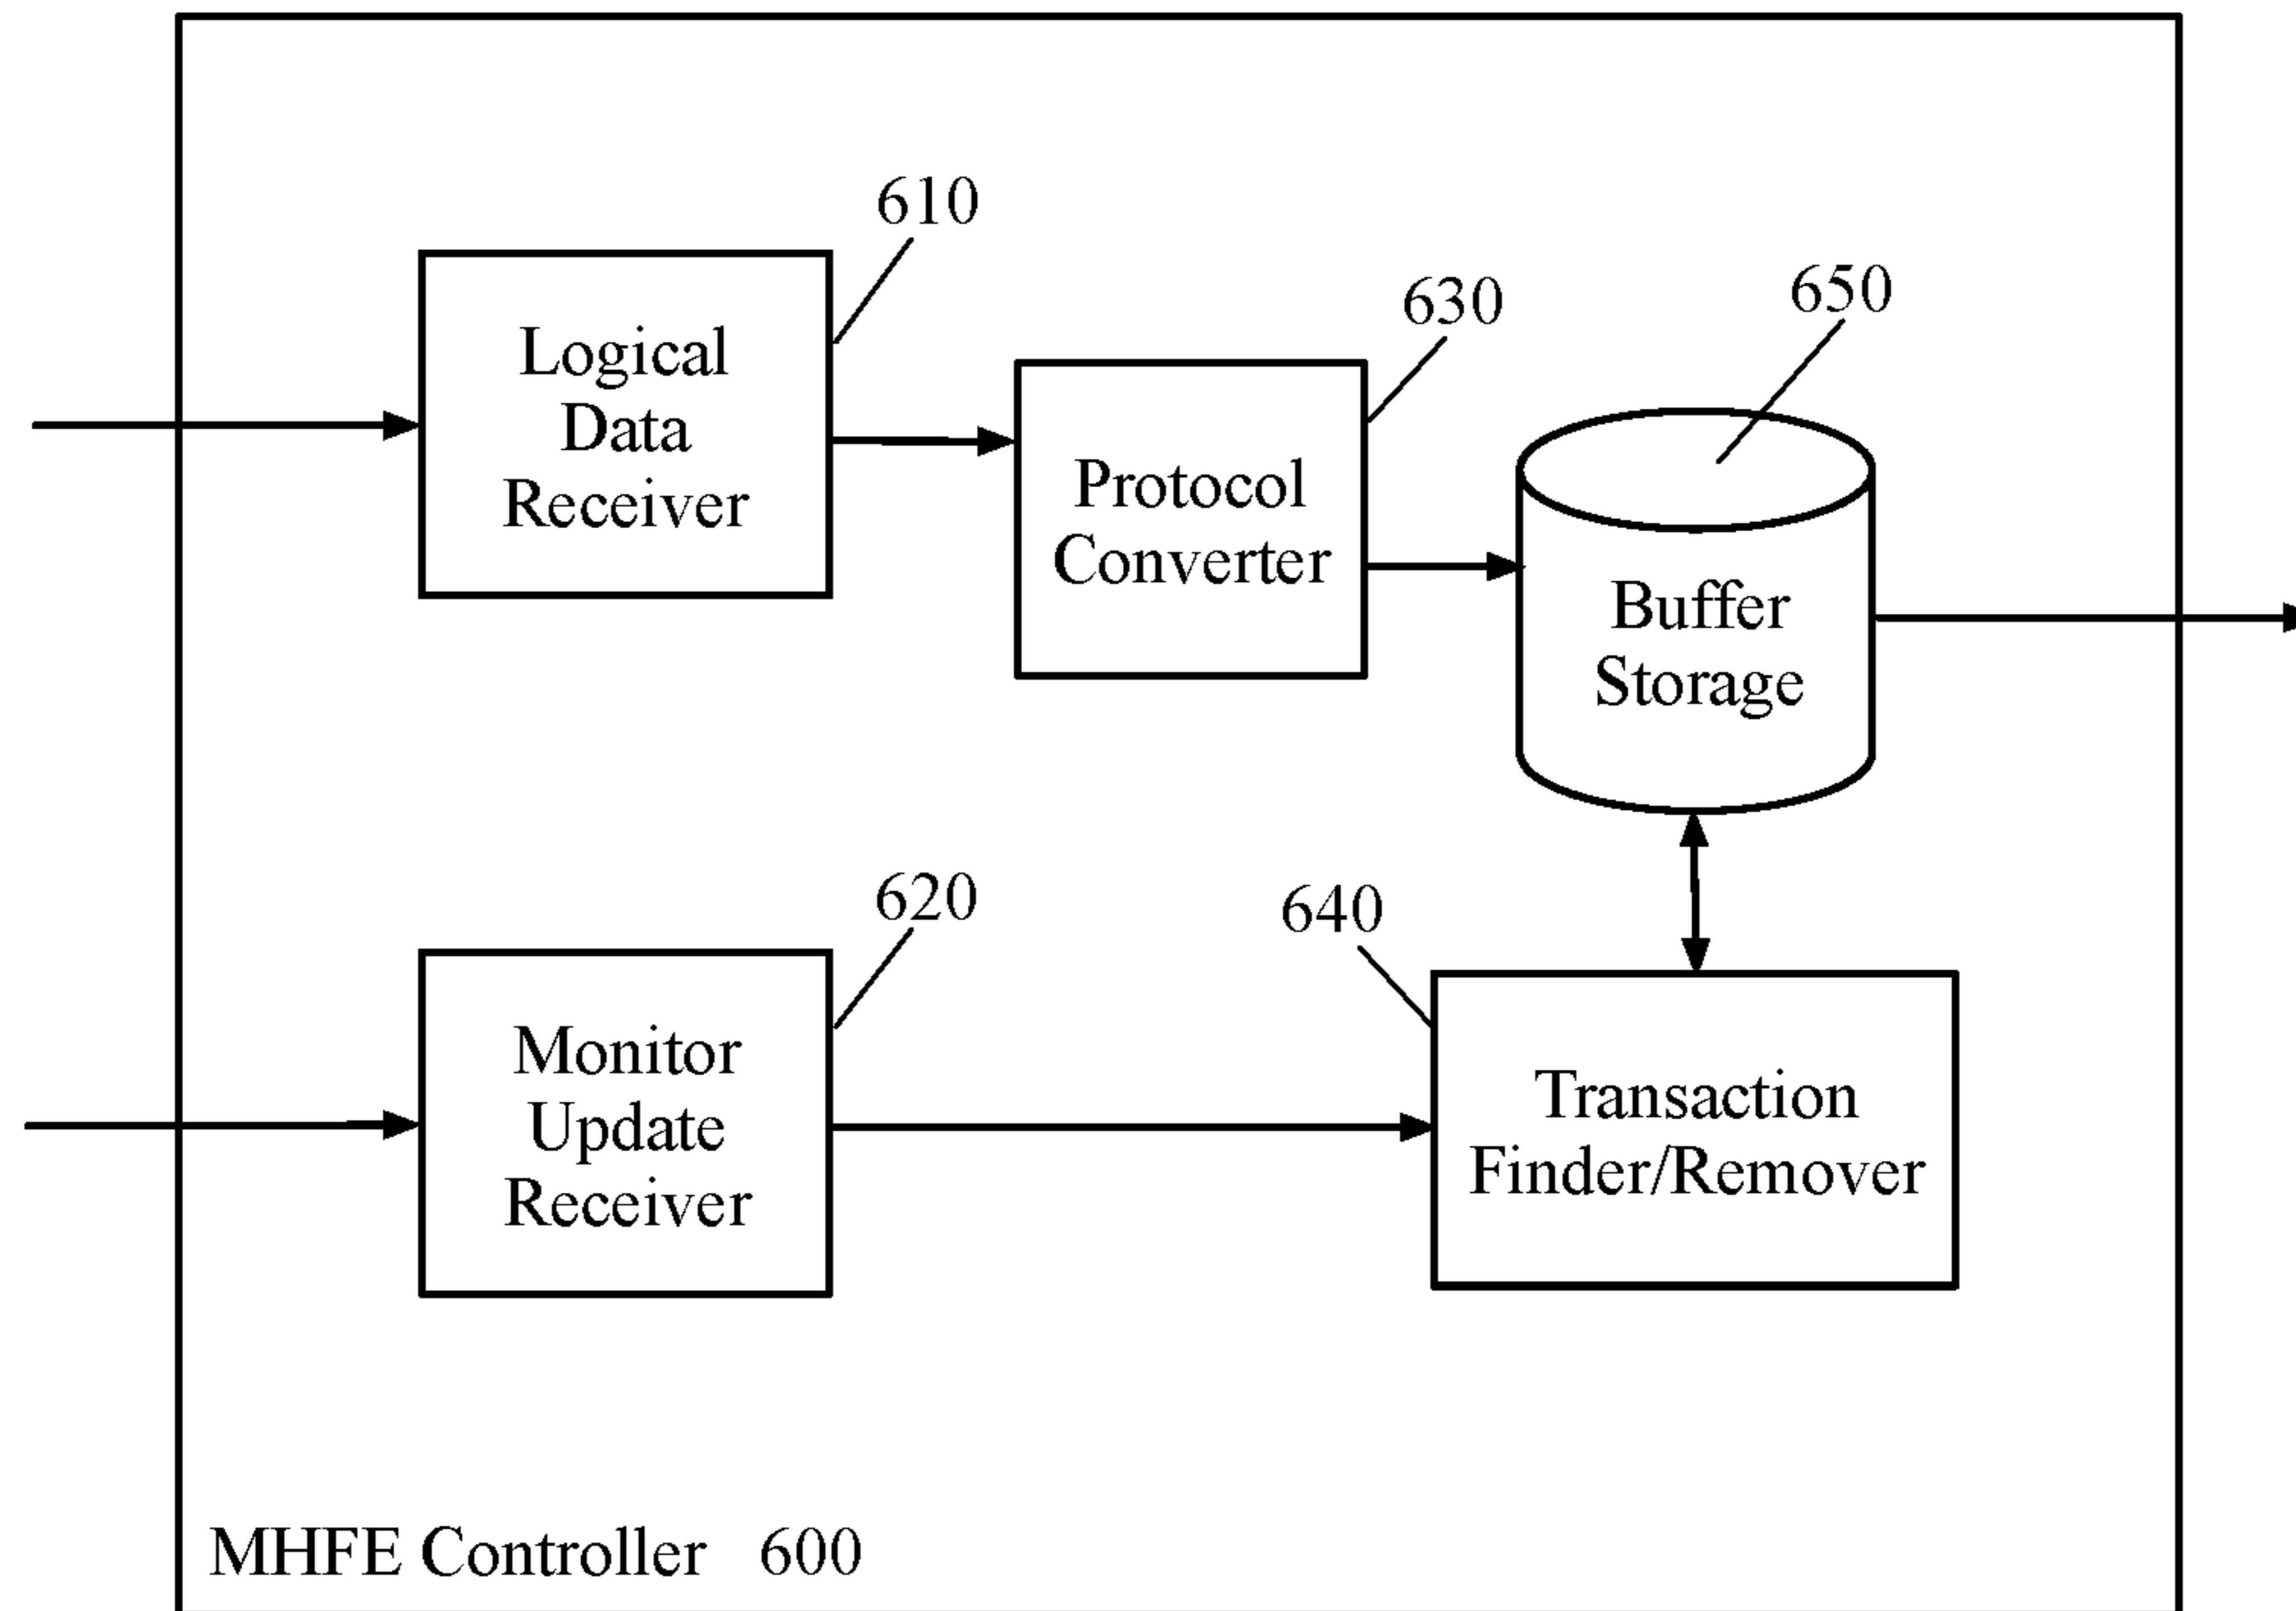 610
Logical
Data
Receiver
630
Protocol
Converter
650
Buffer
Storage
620
Monitor
Update
Receiver
640
Transaction
Finder/Remover
MHFE Controller 600